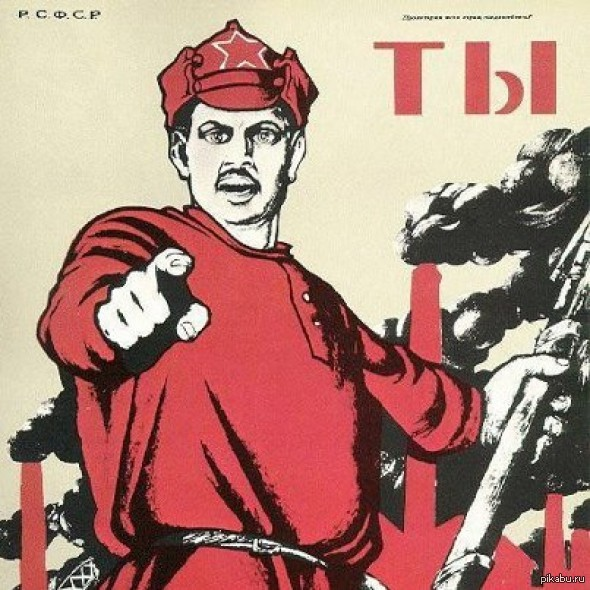 Р. С. Ф. С. Р.
Пролетарии всех стран, соединяйтесь!
ТЫ
pikabu.ru